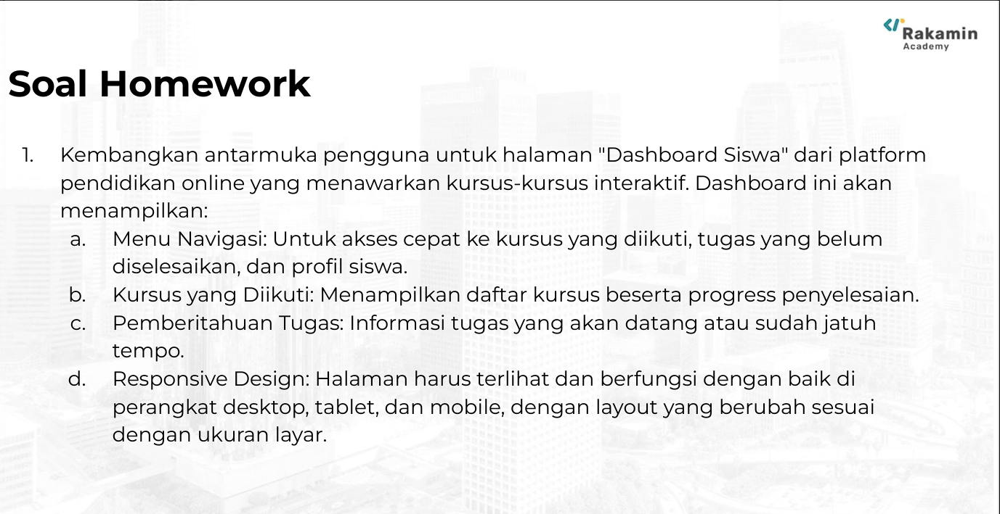 Rakamin
Academy
Soal Homework
1. Kembangkan antarmuka pengguna untuk halaman "Dashboard Siswa" dari platform
pendidikan online yang menawarkan kursus-kursus interaktif. Dashboard ini akan
menampilkan:
a. Menu Navigasi: Untuk akses cepat ke kursus yang diikuti, tugas yang belum
diselesaikan, dan profil siswa.
b. Kursus yang Diikuti: Menampilkan daftar kursus beserta progress penyelesaian.
c. Pemberitahuan Tugas: Informasi tugas yang akan datang atau sudah jatuh
tempo.
d. Responsive Design: Halaman harus terlihat dan berfungsi dengan baik di
perangkat desktop, tablet, dan mobile, dengan layout yang berubah sesuai
dengan ukuran layar.